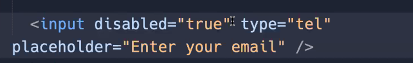 <input disabled="true" type="tel"
placeholder="Enter your email" />